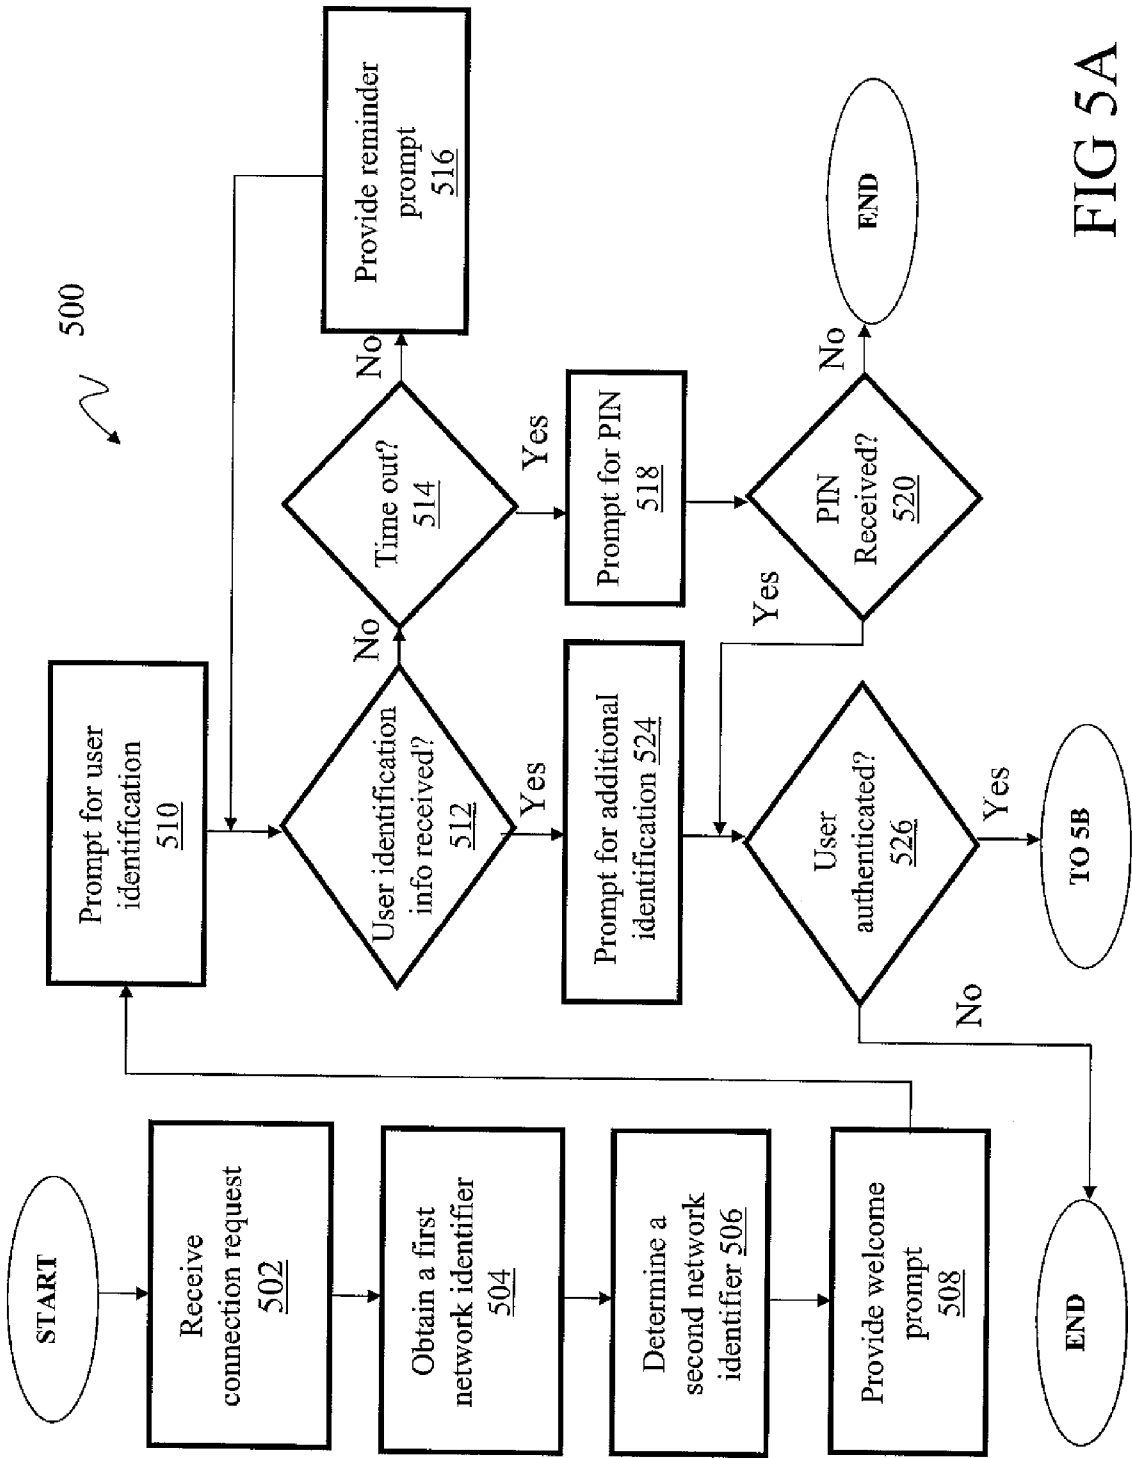 START
Receive
connection request
502
Obtain a first
network identifier
504
Determine a
second network
identifier 506
Provide welcome
prompt
508
END
Prompt for user
identification
510
User identification
info received?
512
No
Yes
Prompt for additional
identification 524
User
authenticated?
526
No
Yes
TO 5B
500
Time out?
514
No
Yes
Provide reminder
prompt
516
Prompt for PIN
518
PIN
Received?
520
Yes
No
END
FIG 5A